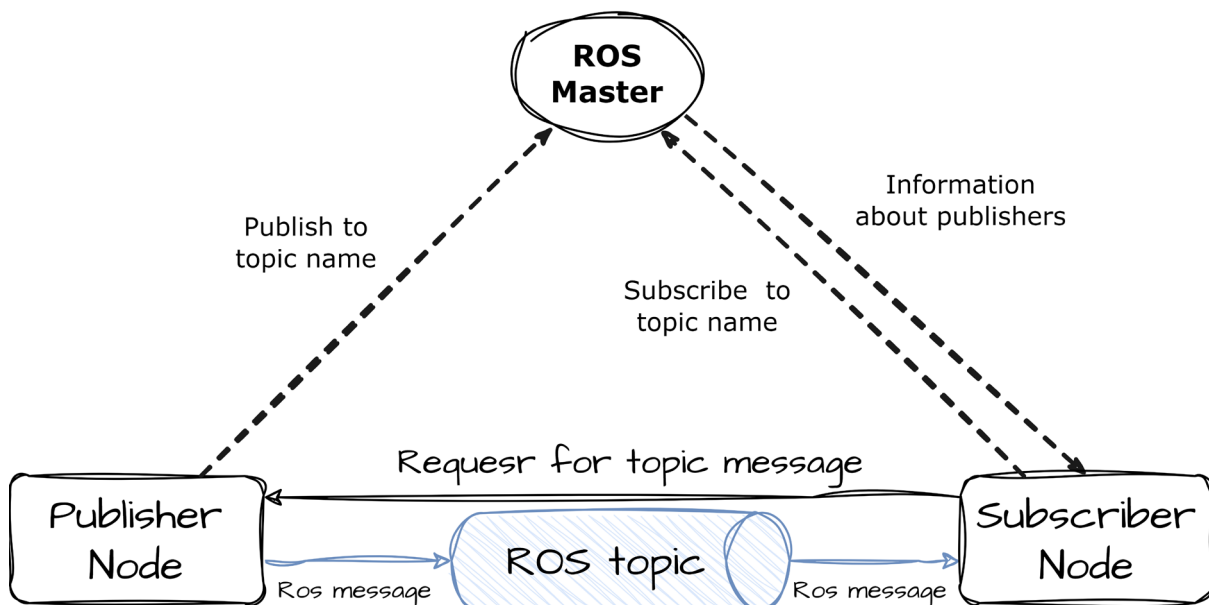 ROS
Master
Information
about publishers
Publish to
topic name
Subscribe to
topic name
Requesr for topic message
Publisher
Node
Subscriber
Node
ROS topic
Ros message
Ros message